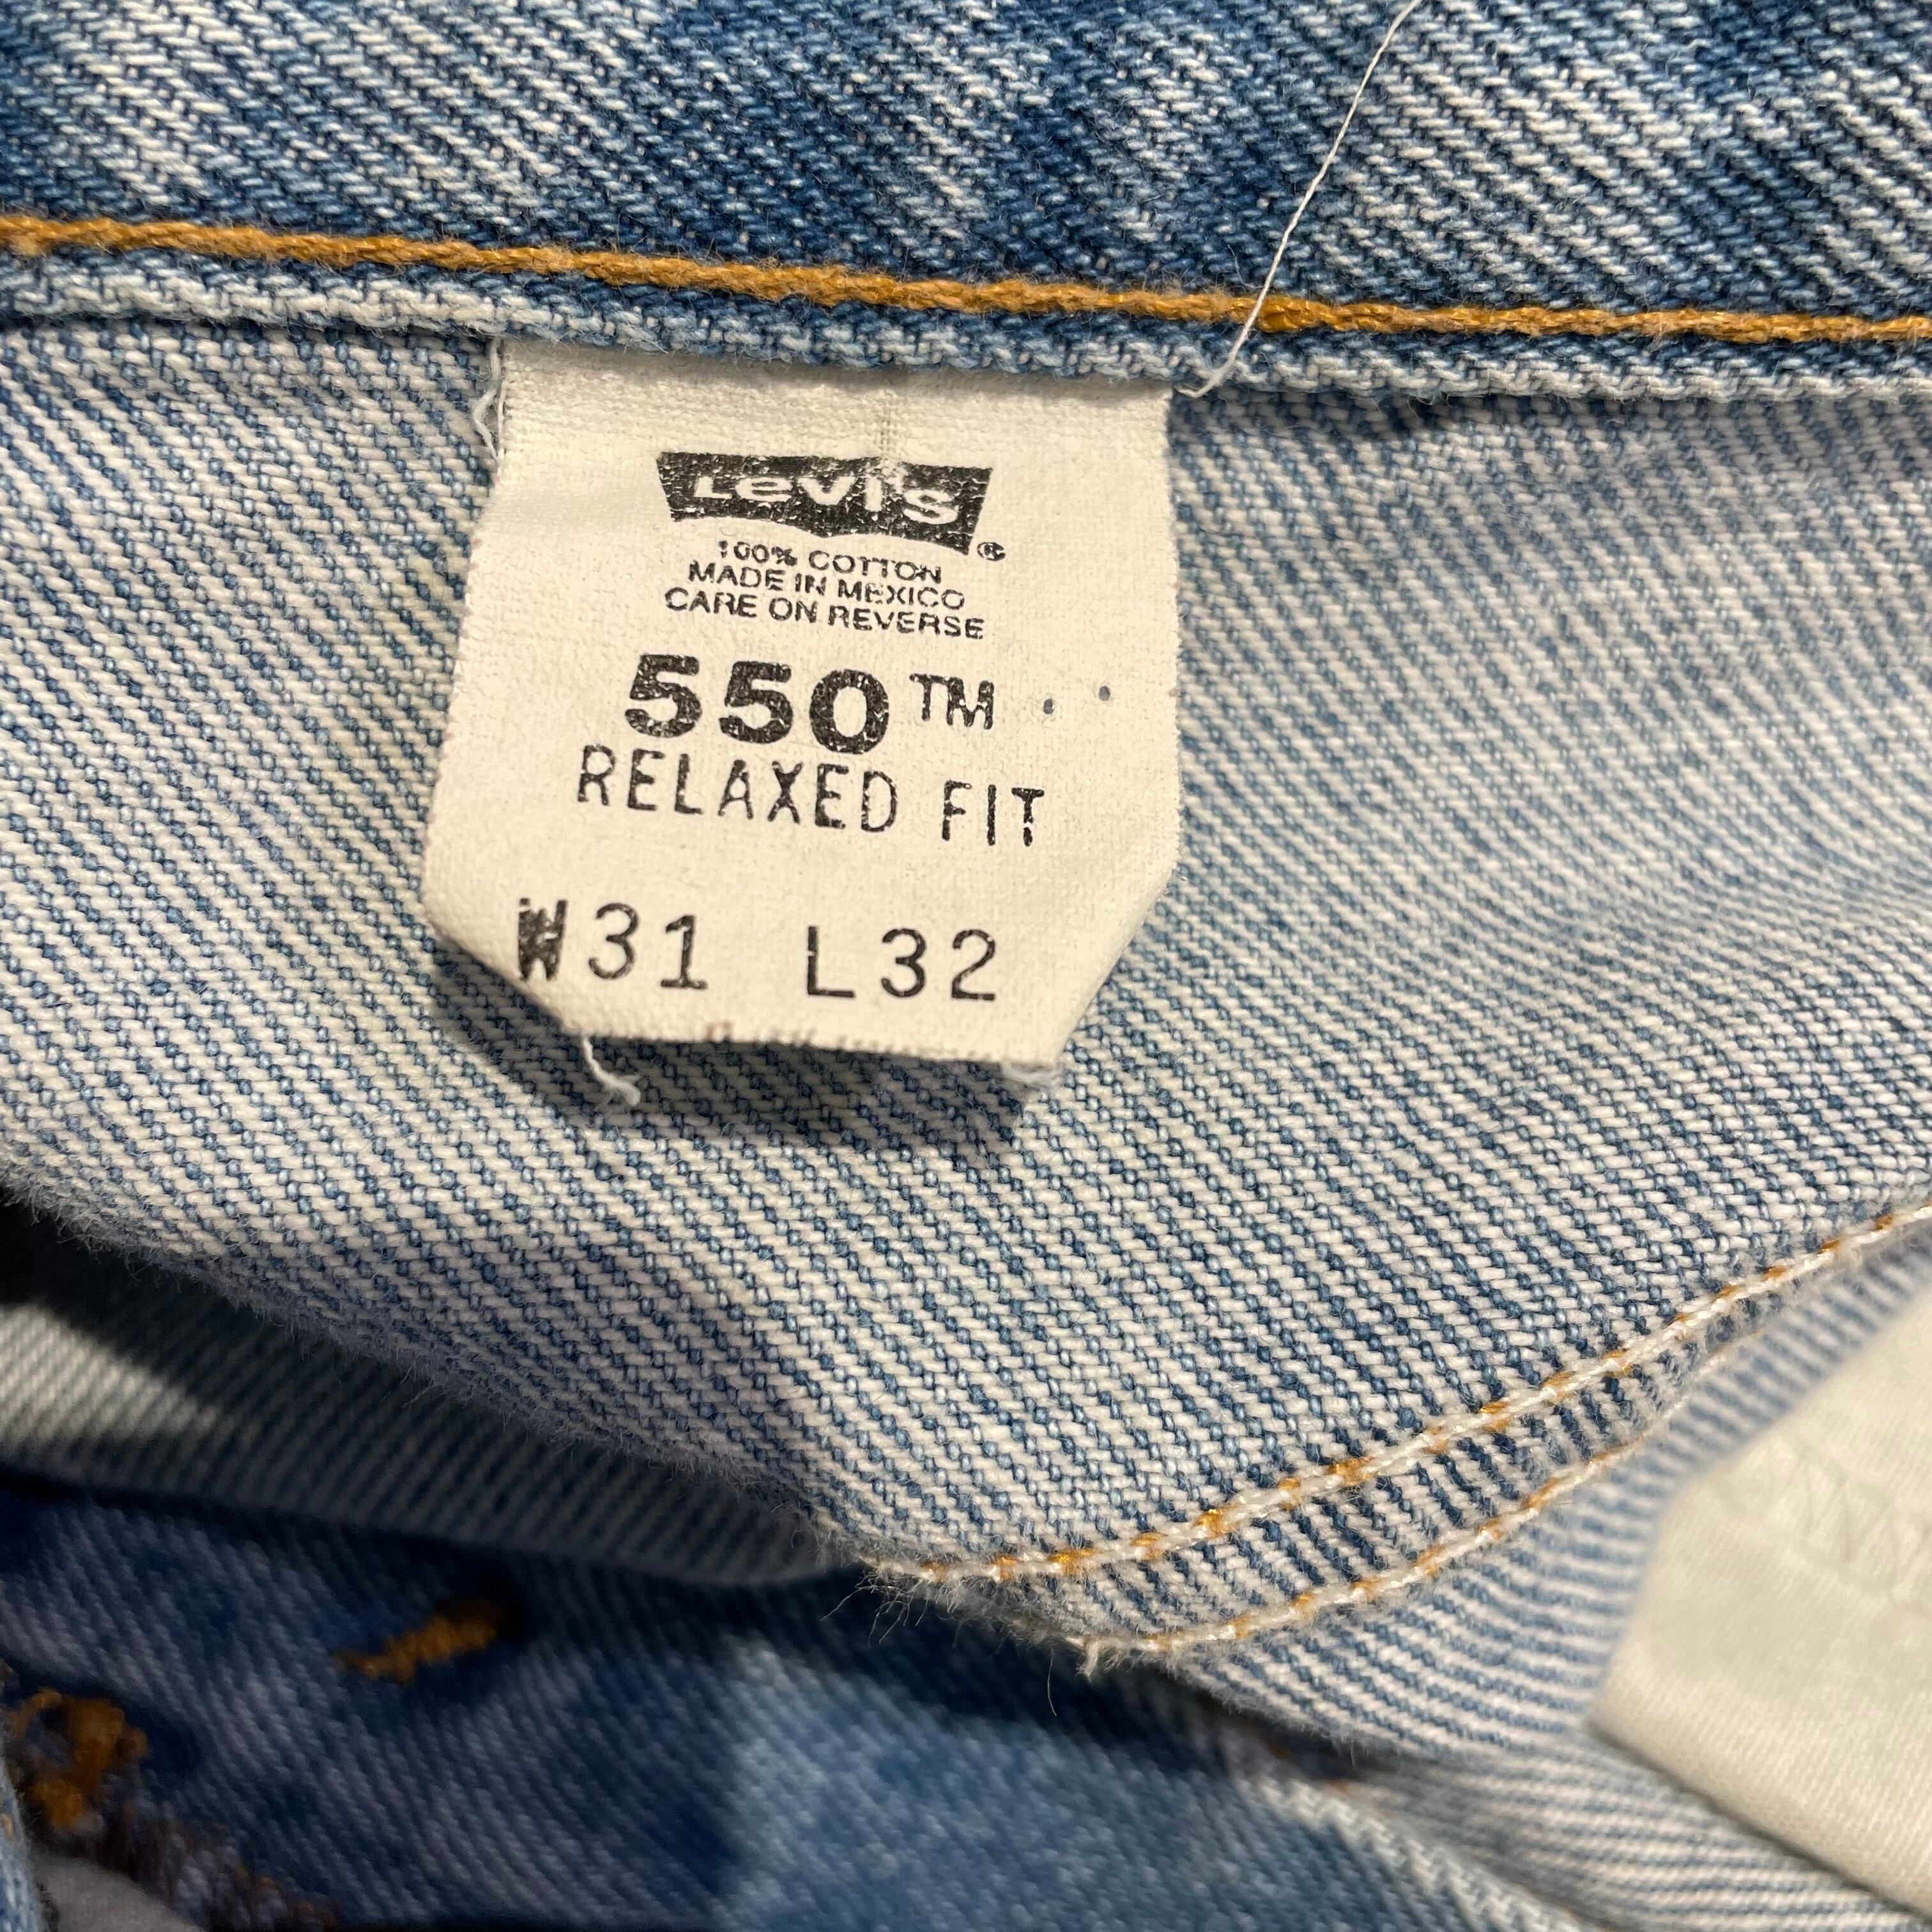 Levi's®
100% COTTON
MADE IN MEXICO
CARE ON REVERSE
550™
RELAXED FIT
W31 L32